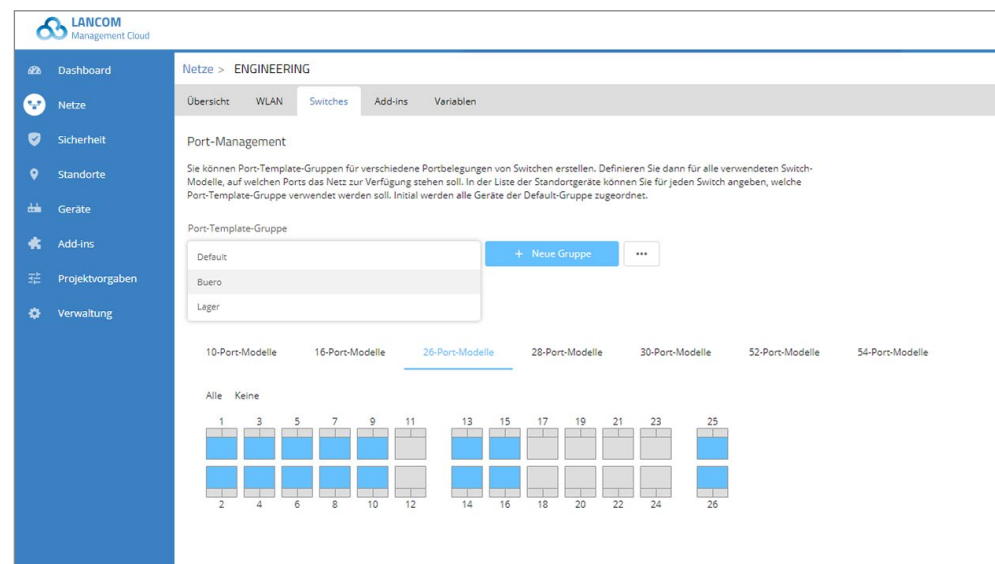 LANCOM
Management Cloud
Dashboard
Netze
Sicherheit
Standorte
Geräte
Add-ins
Projektvorgaben
Verwaltung
Netze > ENGINEERING
Übersicht WLAN Switches Add-ins Variablen
Port-Management
Sie können Port-Template-Gruppen für verschiedene Portbelegungen von Switchen erstellen. Definieren Sie dann für alle verwendeten Switch-
Modelle, auf welchen Ports das Netz zur Verfügung stehen soll. In der Liste der Standortgeräte können Sie für jeden Switch angeben, welche
Port-Template-Gruppe verwendet werden soll. Initial werden alle Geräte der Default-Gruppe zugeordnet.
Port-Template-Gruppe
Default
+ Neue Gruppe
Buero
Lager
10-Port-Modelle 16-Port-Modelle 26-Port-Modelle 28-Port-Modelle 30-Port-Modelle 52-Port-Modelle 54-Port-Modelle
Alle Keine
1 3 5 7 9 11 13 15 17 19 21 23 25
2 4 6 8 10 12 14 16 18 20 22 24 26